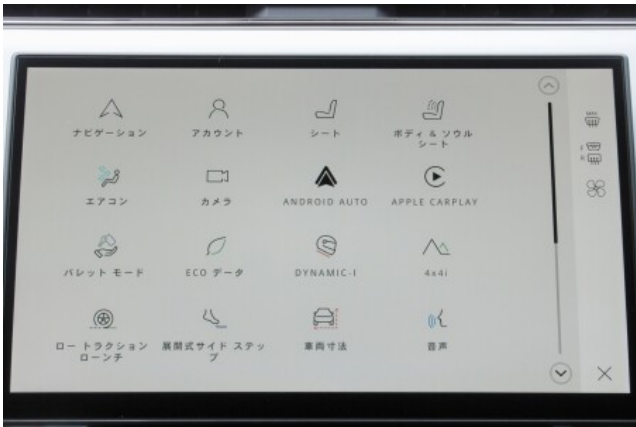 ナビゲーション
アカウント
シート
ボディ & ソウル
シート
エアコン
カメラ
ANDROID AUTO
APPLE CARPLAY
バレット モード
ECO データ
DYNAMIC-I
4x4i
ロー トラクション
ローンチ
展開式サイド ステッ
プ
車両寸法
音声
F
R